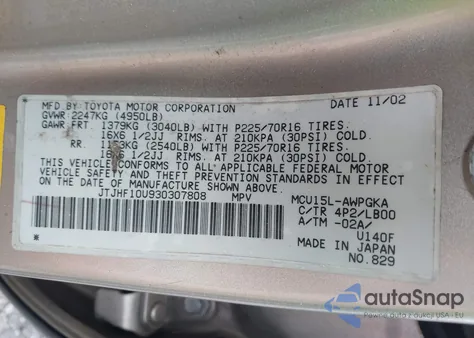 MFD BY: TOYOTA MOTOR CORPORATION DATE 11/02
GVWR 2247KG (4950LB)
GAWR FRT. 1379KG (3040LB) WITH P225/70R16 TIRES.
16X6 1/2JJ RIMS. AT 210KPA (30PSI) COLD.
RR. 1153KG (2540LB) WITH P225/70R16 TIRES.
16X6 1/2JJ RIMS. AT 210KPA (30PSI) COLD.
THIS VEHICLE CONFORMS TO ALL APPLICABLE FEDERAL MOTOR
VEHICLE SAFETY AND THEFT PREVENTION STANDARDS IN EFFECT ON THE DATE OF
MANUFACTURE SHOWN ABOVE.
JTJHF10U930307808 MPV
MCU15L-AWPGKA
C/TR 4P2/LB00
A/TM -02A/
U140F
MADE IN JAPAN
NO.829
autoSnap
EU